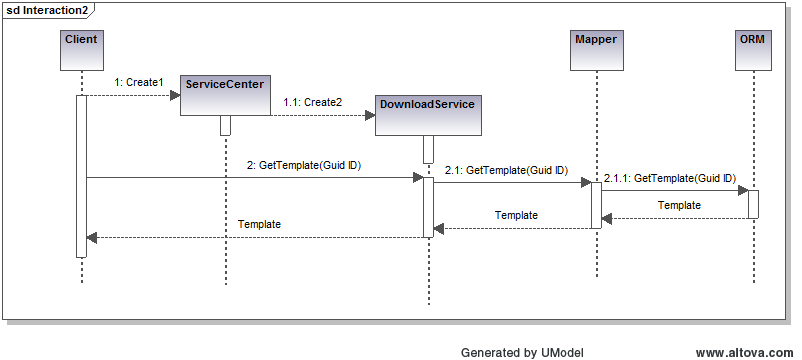 sd Interaction2
Client
Mapper
ORM
1: Create1
ServiceCenter
1.1: Create2
DownloadService
2: GetTemplate(Guid ID)
2.1: GetTemplate(Guid ID)
2.1.1: GetTemplate(Guid ID)
Template
Template
Template
Generated by UModel
www.altova.com